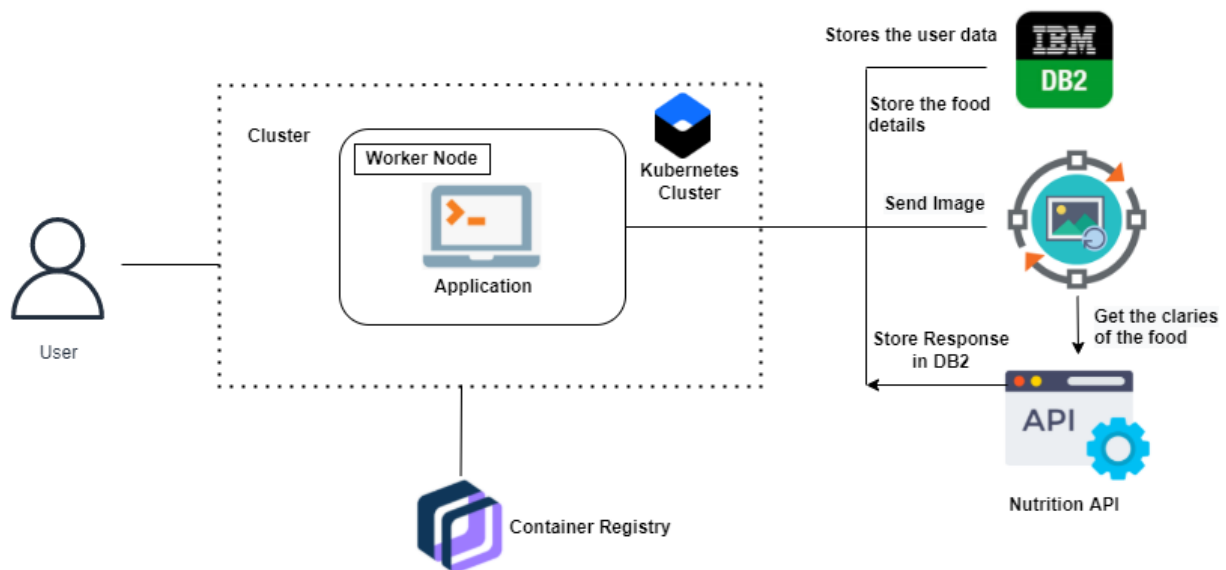 Stores the user data
IBM
DB2
Store the food
details
Cluster
Worker Node
Kubernetes
Cluster
Send Image
Application
User
Get the claries
of the food
Store Response
in DB2
API
Nutrition API
Container Registry